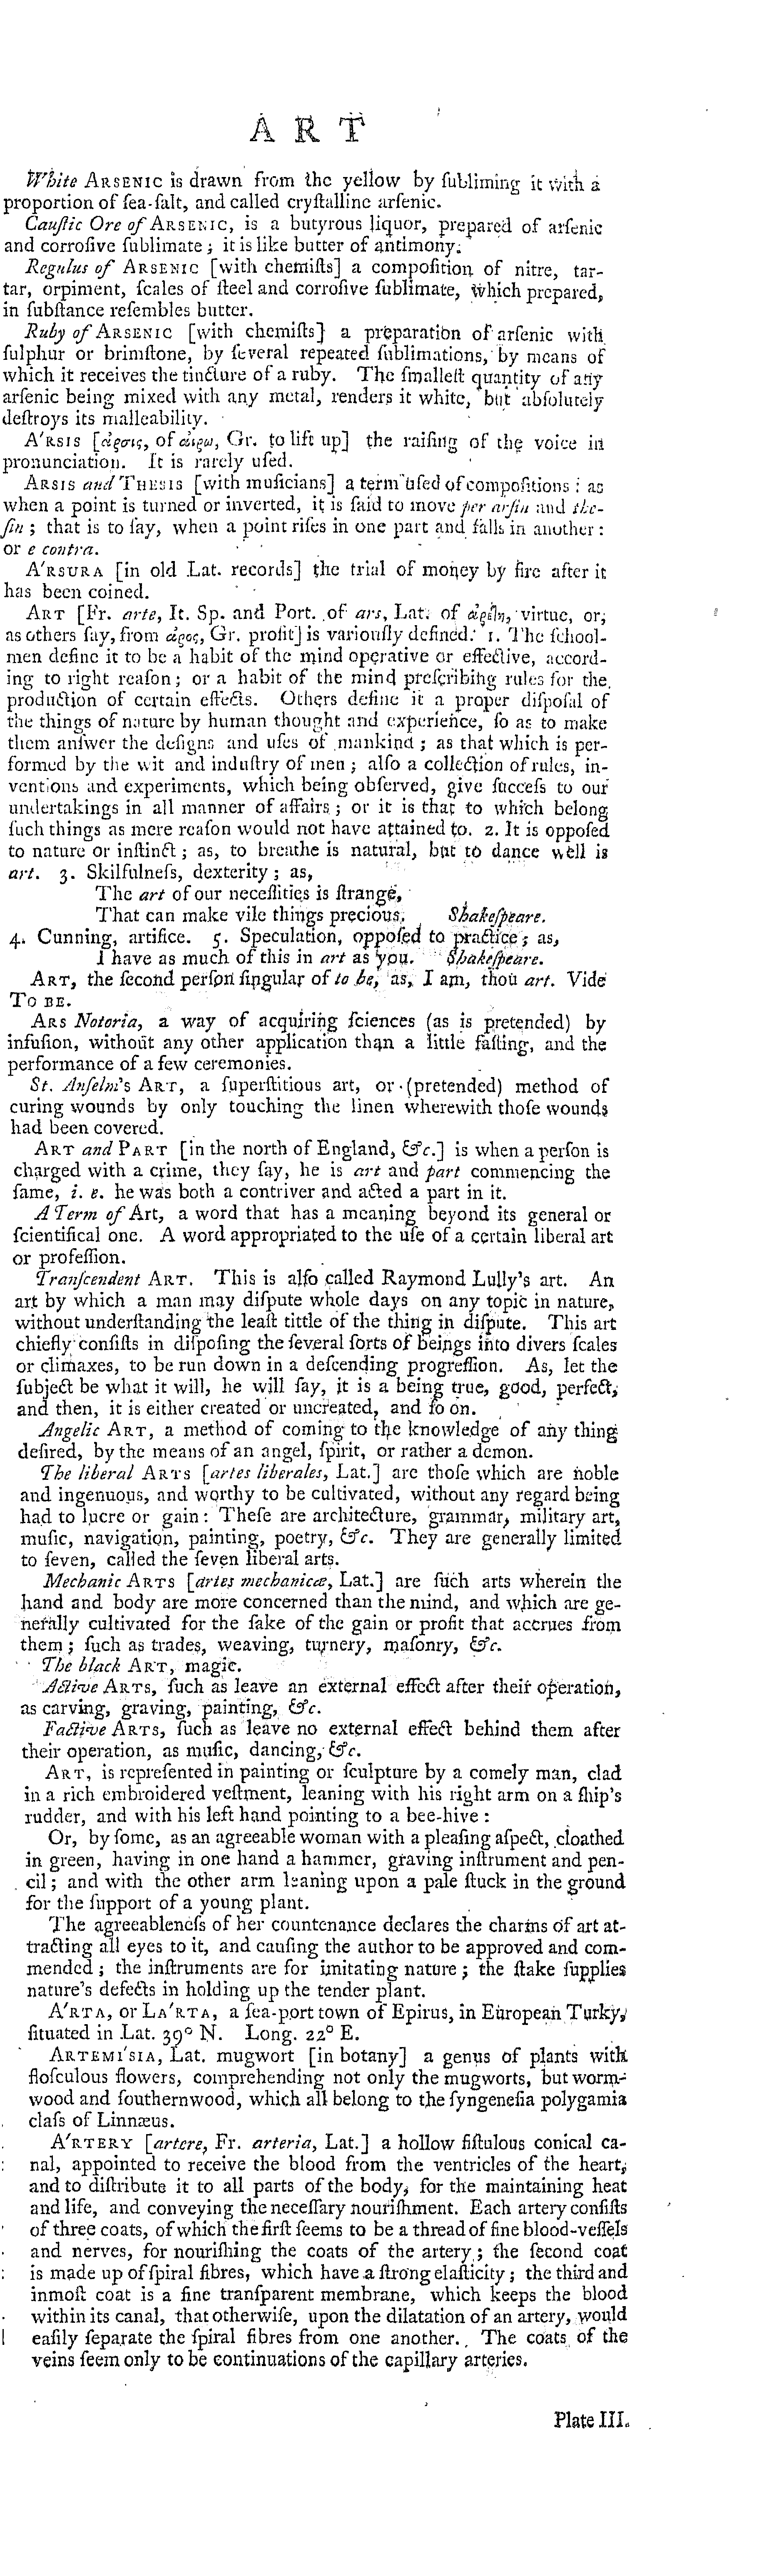 A R T
White ARSENIC is drawn from the yellow by ſubliming it with a
proportion of ſea-ſalt, and called cryſtalline arſenic.
Cauſtic Ore of ARSENIC, is a butyrous liquor, prepared of arſenic
and corroſive ſublimate; it is like butter of antimony.
Regulus of ARSENIC [with chemiſts] a compoſition of nitre, tar-
tar, orpiment, ſcales of ſteel and corroſive ſublimate, which prepared,
in ſubſtance reſembles butter.
Ruby of ARSENIC [with chemiſts] a preparation of arſenic with
ſulphur or brimſtone, by ſeveral repeated ſublimations, by means of
which it receives the tincture of a ruby. The ſmalleſt quantity of any
arſenic being mixed with any metal, renders it white, but abſolutely
deſtroys its malleability.
A'RSIS [ἀρσις, of ἀιρω, Gr. to lift up] the raiſing of the voice in
pronunciation. It is rarely uſed.
ARSIS and THESIS [with muſicians] a term uſed of compoſitions: as
when a point is turned or inverted, it is ſaid to move per arſin and the-
ſin; that is to ſay, when a point riſes in one part and falls in another:
or e contra.
A'RSURA [in old Lat. records] the trial of money by fire after it
has been coined.
ART [Fr. arte, It. Sp. and Port. of ars, Lat. of ἀρετη, virtue, or,
as others ſay, from ἀρος, Gr. profit] is variouſly defined. 1. The ſchool-
men define it to be a habit of the mind operative or effective, accord-
ing to right reaſon; or a habit of the mind preſcribing rules for the
production of certain effects. Others define it a proper diſpoſal of
the things of nature by human thought and experience, ſo as to make
them anſwer the deſigns and uſes of mankind; as that which is per-
formed by the wit and induſtry of men; alſo a collection of rules, in-
ventions and experiments, which being obſerved, give ſucceſs to our
undertakings in all manner of affairs; or it is that to which belong
ſuch things as mere reaſon would not have attained to. 2. It is oppoſed
to nature or inſtinct; as, to breathe is natural, but to dance well is
art. 3. Skilfulneſs, dexterity; as,
The art of our neceſſities is ſtrange,
That can make vile things precious. Shakeſpeare.
4. Cunning, artifice. 5. Speculation, oppoſed to practice; as,
I have as much of this in art as you. Shakeſpeare.
ART, the ſecond perſon ſingular of to be, as, I am, thou art. Vide
TO BE.
ARS Notoria, a way of acquiring ſciences (as is pretended) by
infuſion, without any other application than a little faſting, and the
performance of a few ceremonies.
St. Anſelm's ART, a ſuperſtitious art, or (pretended) method of
curing wounds by only touching the linen wherewith thoſe wounds
had been covered.
ART and PART [in the north of England, &c.] is when a perſon is
charged with a crime, they ſay, he is art and part commencing the
ſame, i. e. he was both a contriver and acted a part in it.
A Term of Art, a word that has a meaning beyond its general or
ſcientifical one. A word appropriated to the uſe of a certain liberal art
or profeſſion.
Tranſcendent ART. This is alſo called Raymond Lully's art. An
art by which a man may diſpute whole days on any topic in nature,
without underſtanding the leaſt tittle of the thing in diſpute. This art
chiefly conſiſts in diſpoſing the ſeveral ſorts of beings into divers ſcales
or climaxes, to be run down in a deſcending progreſſion. As, let the
ſubject be what it will, he will ſay, it is a being true, good, perfect,
and then, it is either created or uncreated, and ſo on.
Angelic ART, a method of coming to the knowledge of any thing
deſired, by the means of an angel, ſpirit, or rather a demon.
The liberal ARTS [artes liberales, Lat.] are thoſe which are noble
and ingenuous, and worthy to be cultivated, without any regard being
had to lucre or gain: Theſe are architecture, grammar, military art,
muſic, navigation, painting, poetry, &c. They are generally limited
to ſeven, called the ſeven liberal arts.
Mechanic ARTS [artes mechanicæ, Lat.] are ſuch arts wherein the
hand and body are more concerned than the mind, and which are ge-
nerally cultivated for the ſake of the gain or profit that accrues from
them; ſuch as trades, weaving, turnery, maſonry, &c.
The black ART, magic.
Active ARTS, ſuch as leave an external effect after their operation,
as carving, graving, painting, &c.
Factive ARTS, ſuch as leave no external effect behind them after
their operation, as muſic, dancing, &c.
ART, is repreſented in painting or ſculpture by a comely man, clad
in a rich embroidered veſtment, leaning with his right arm on a ſhip's
rudder, and with his left hand pointing to a bee-hive:
Or, by ſome, as an agreeable woman with a pleaſing aſpect, cloathed
in green, having in one hand a hammer, graving inſtrument and pen-
cil; and with the other arm leaning upon a pale ſtuck in the ground
for the ſupport of a young plant.
The agreeableneſs of her countenance declares the charms of art at-
tracting all eyes to it, and cauſing the author to be approved and com-
mended; the inſtruments are for imitating nature; the ſtake ſupplies
nature's defects in holding up the tender plant.
A'RTA, or LA'RTA, a ſea-port town of Epirus, in European Turky,
ſituated in Lat. 39° N. Long. 22° E.
ARTEMI'SIA, Lat. mugwort [in botany] a genus of plants with
floſculous flowers, comprehending not only the mugworts, but worm-
wood and ſouthernwood, which all belong to the ſyngeneſia polygamia
claſs of Linnæus.
A'RTERY [artere, Fr. arteria, Lat.] a hollow fiſtulous conical ca-
nal, appointed to receive the blood from the ventricles of the heart,
and to diſtribute it to all parts of the body, for the maintaining heat
and life, and conveying the neceſſary nouriſhment. Each artery conſiſts
of three coats, of which the firſt ſeems to be a thread of fine blood-veſſels
and nerves, for nouriſhing the coats of the artery; the ſecond coat
is made up of ſpiral fibres, which have a ſtrong elaſticity; the third and
inmoſt coat is a fine tranſparent membrane, which keeps the blood
within its canal, that otherwiſe, upon the dilatation of an artery, would
eaſily ſeparate the ſpiral fibres from one another. The coats of the
veins ſeem only to be continuations of the capillary arteries.
Plate III.